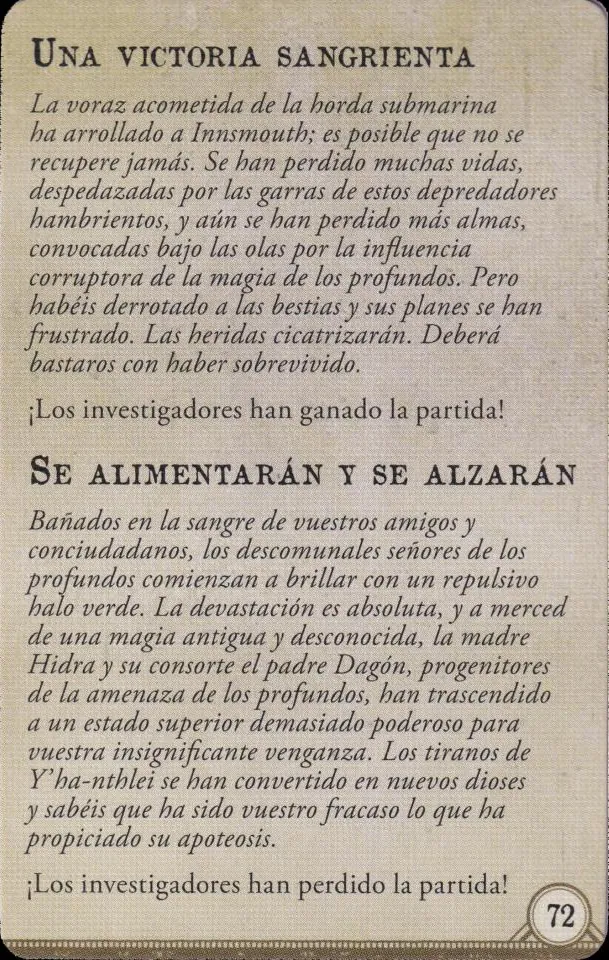 Una victoria sangrienta
La voraz acometida de la horda submarina
ha arrollado a Innsmouth; es posible que no se
recupere jamás. Se han perdido muchas vidas,
despedazadas por las garras de estos depredadores
hambrientos, y aún se han perdido más almas,
convocadas bajo las olas por la influencia
corruptora de la magia de los profundos. Pero
habéis derrotado a las bestias y sus planes se han
frustrado. Las heridas cicatrizarán. Deberá
bastaros con haber sobrevivido.
¡Los investigadores han ganado la partida!
Se alimentarán y se alzarán
Bañados en la sangre de vuestros amigos y
conciudadanos, los descomunales señores de los
profundos comienzan a brillar con un repulsivo
halo verde. La devastación es absoluta, y a merced
de una magia antigua y desconocida, la madre
Hidra y su consorte el padre Dagón, progenitores
de la amenaza de los profundos, han trascendido
a un estado superior demasiado poderoso para
vuestra insignificante venganza. Los tiranos de
Y'ha-nthlei se han convertido en nuevos dioses
y sabéis que ha sido vuestro fracaso lo que ha
propiciado su apoteosis.
¡Los investigadores han perdido la partida!
72